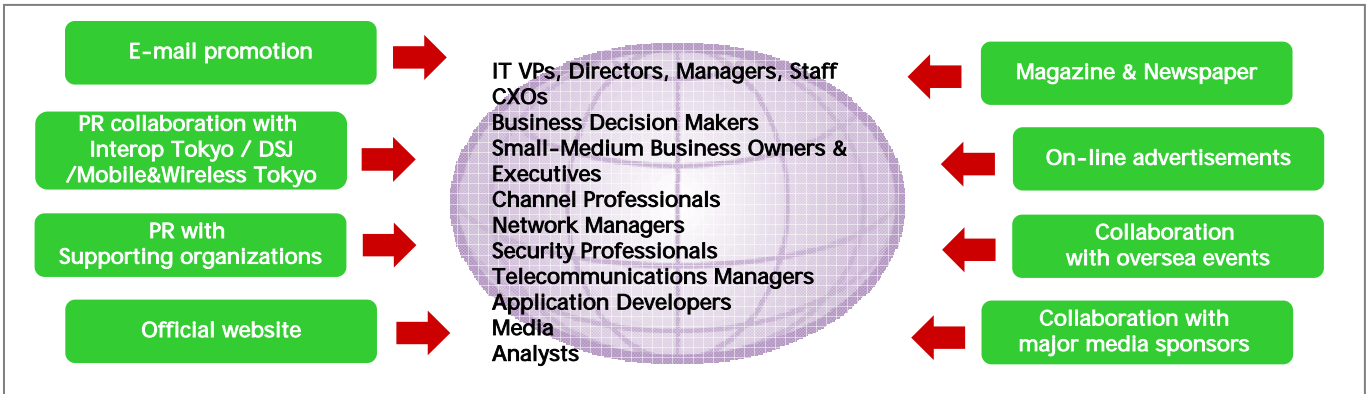 E-mail promotion
PR collaboration with
Interop Tokyo / DSJ
/Mobile&Wireless Tokyo
PR with
Supporting organizations
Official website
IT VPs, Directors, Managers, Staff
CXOs
Business Decision Makers
Small-Medium Business Owners &
Executives
Channel Professionals
Network Managers
Security Professionals
Telecommunications Managers
Application Developers
Media
Analysts
Magazine & Newspaper
On-line advertisements
Collaboration
with oversea events
Collaboration with
major media sponsors